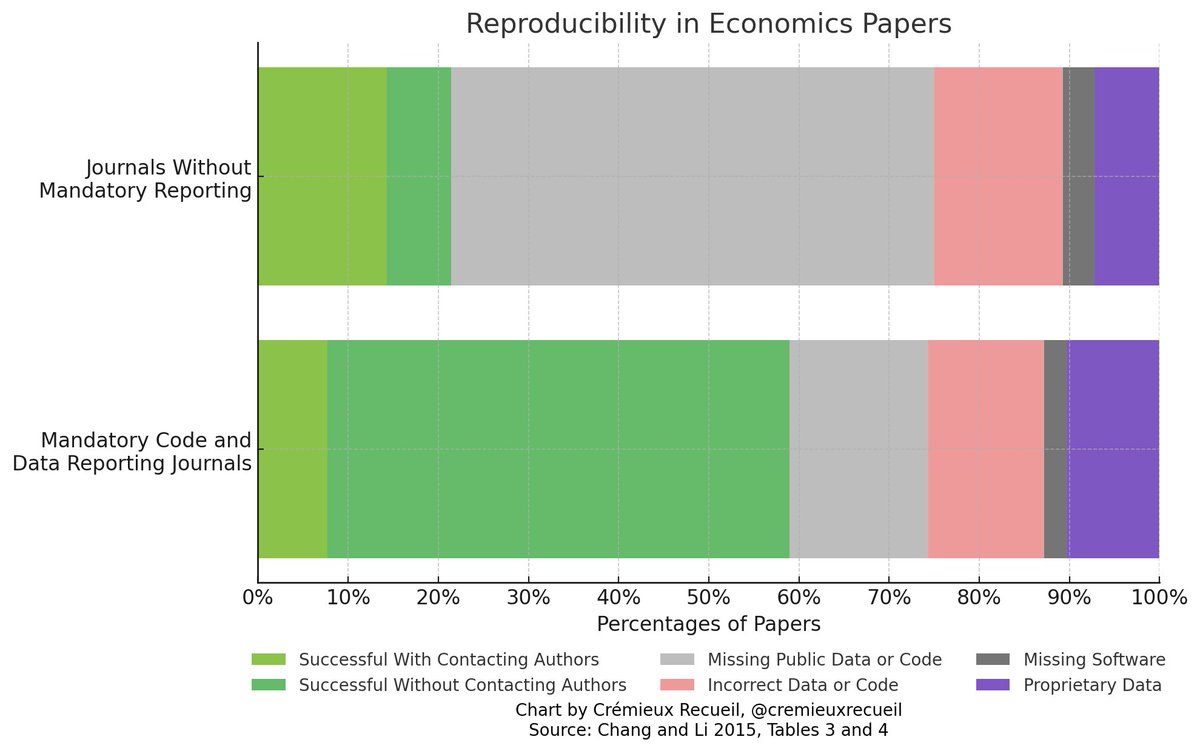 Reproducibility in Economics Papers
Journals Without
Mandatory Reporting
Mandatory Code and
Data Reporting Journals
0% 10% 20% 30% 40% 50% 60% 70% 80% 90% 100%
Percentages of Papers
Successful With Contacting Authors
Successful Without Contacting Authors
Missing Public Data or Code
Incorrect Data or Code
Missing Software
Proprietary Data
Chart by Crémieux Recueil, @cremieuxrecueil
Source: Chang and Li 2015, Tables 3 and 4